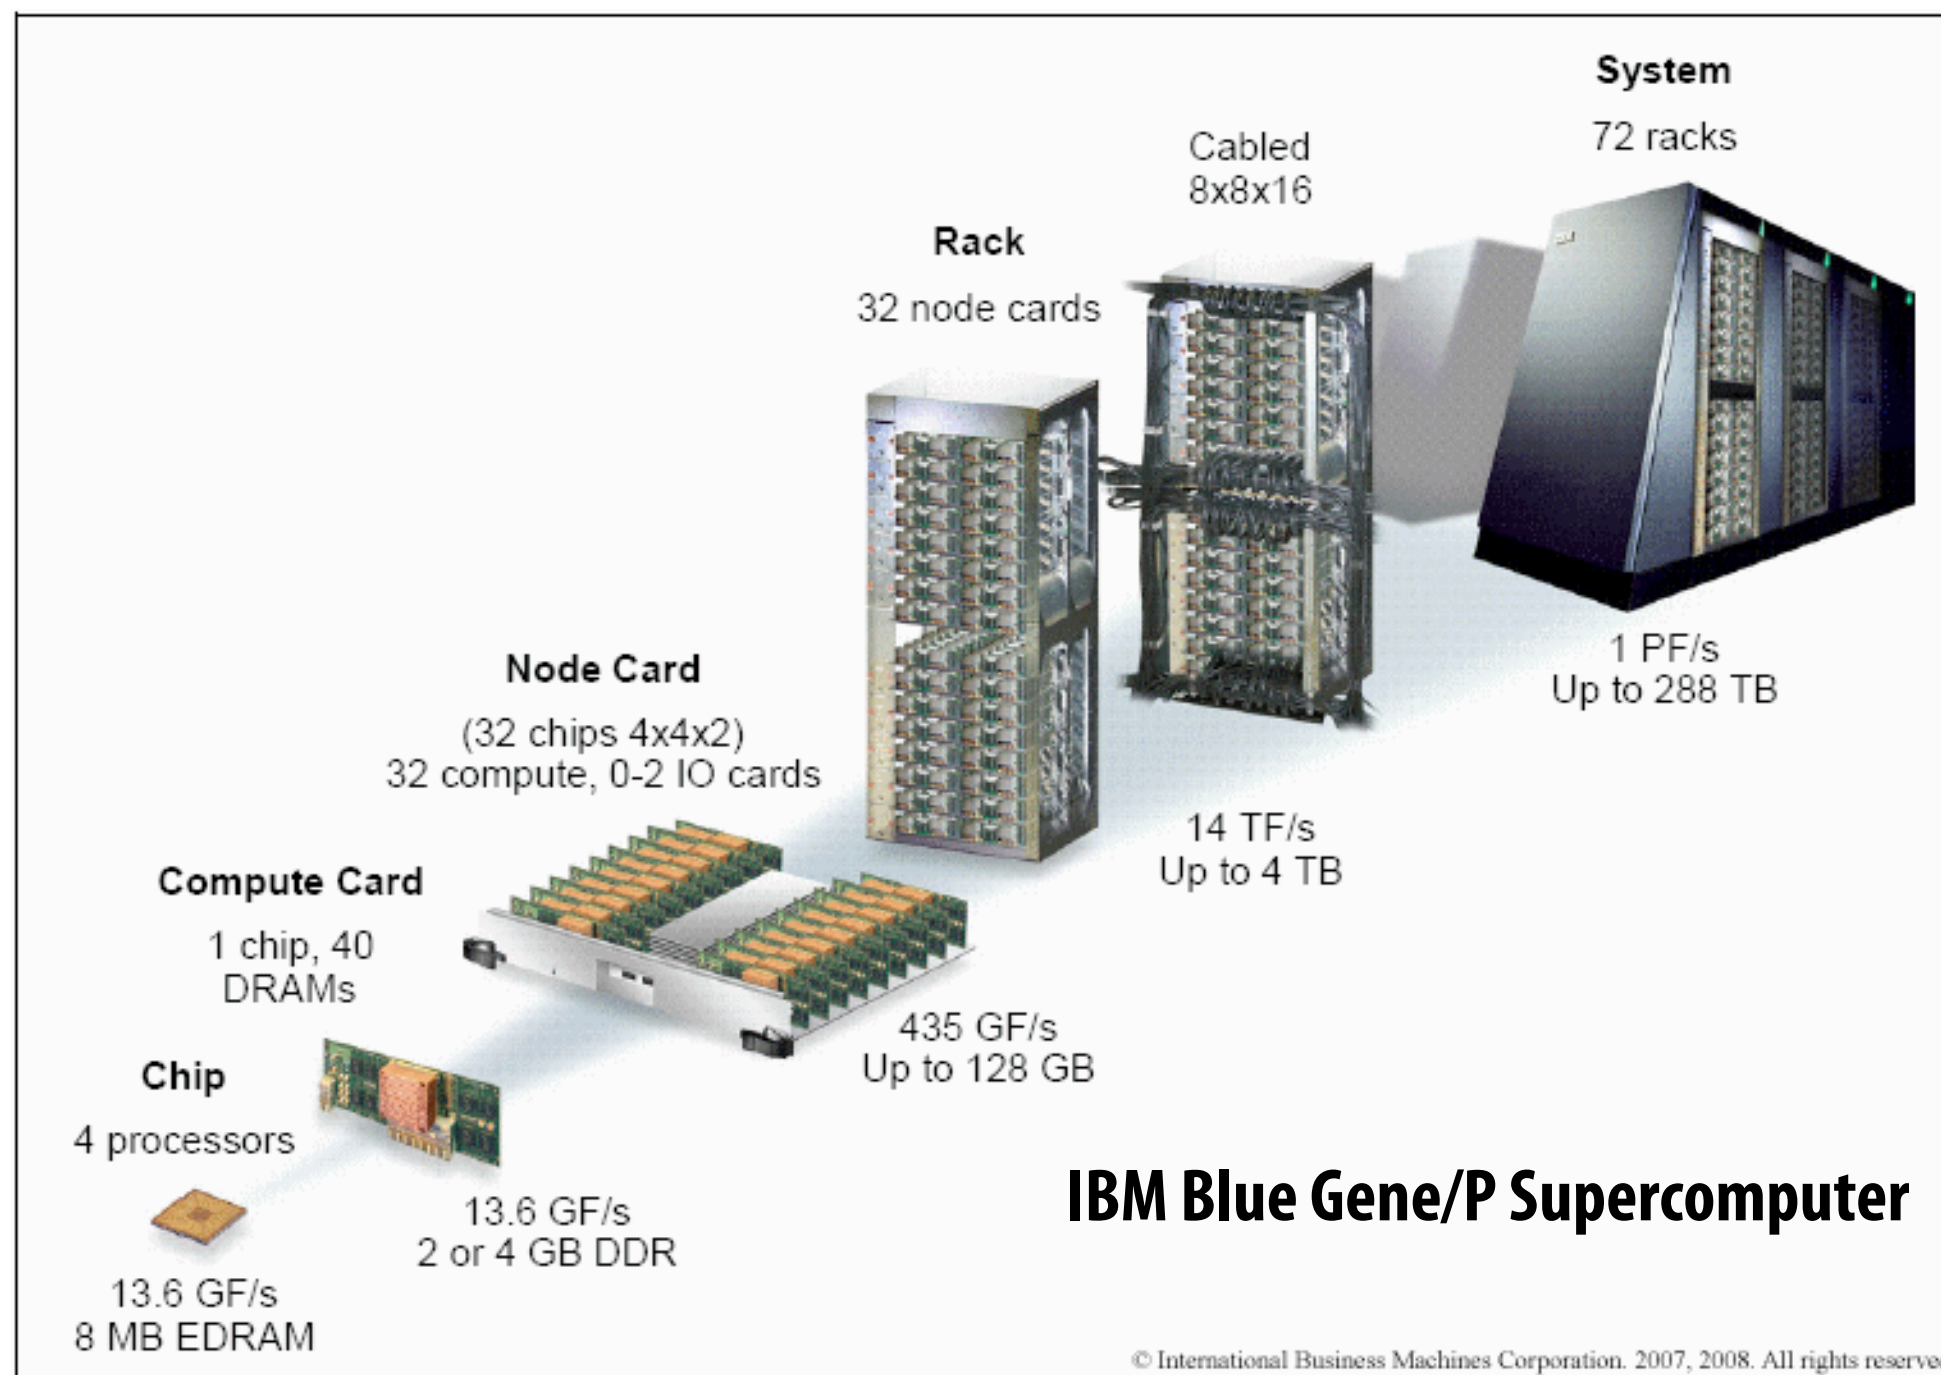 System
72 racks
Cabled
8x8x16
Rack
32 node cards
1 PF/s
Up to 288 TB
Node Card
(32 chips 4x4x2)
32 compute, 0-2 IO cards
14 TF/s
Up to 4 TB
Compute Card
1 chip, 40
DRAMs
435 GF/s
Up to 128 GB
Chip
4 processors
13.6 GF/s
2 or 4 GB DDR
13.6 GF/s
8 MB EDRAM
IBM Blue Gene/P Supercomputer
© International Business Machines Corporation. 2007, 2008. All rights reserved